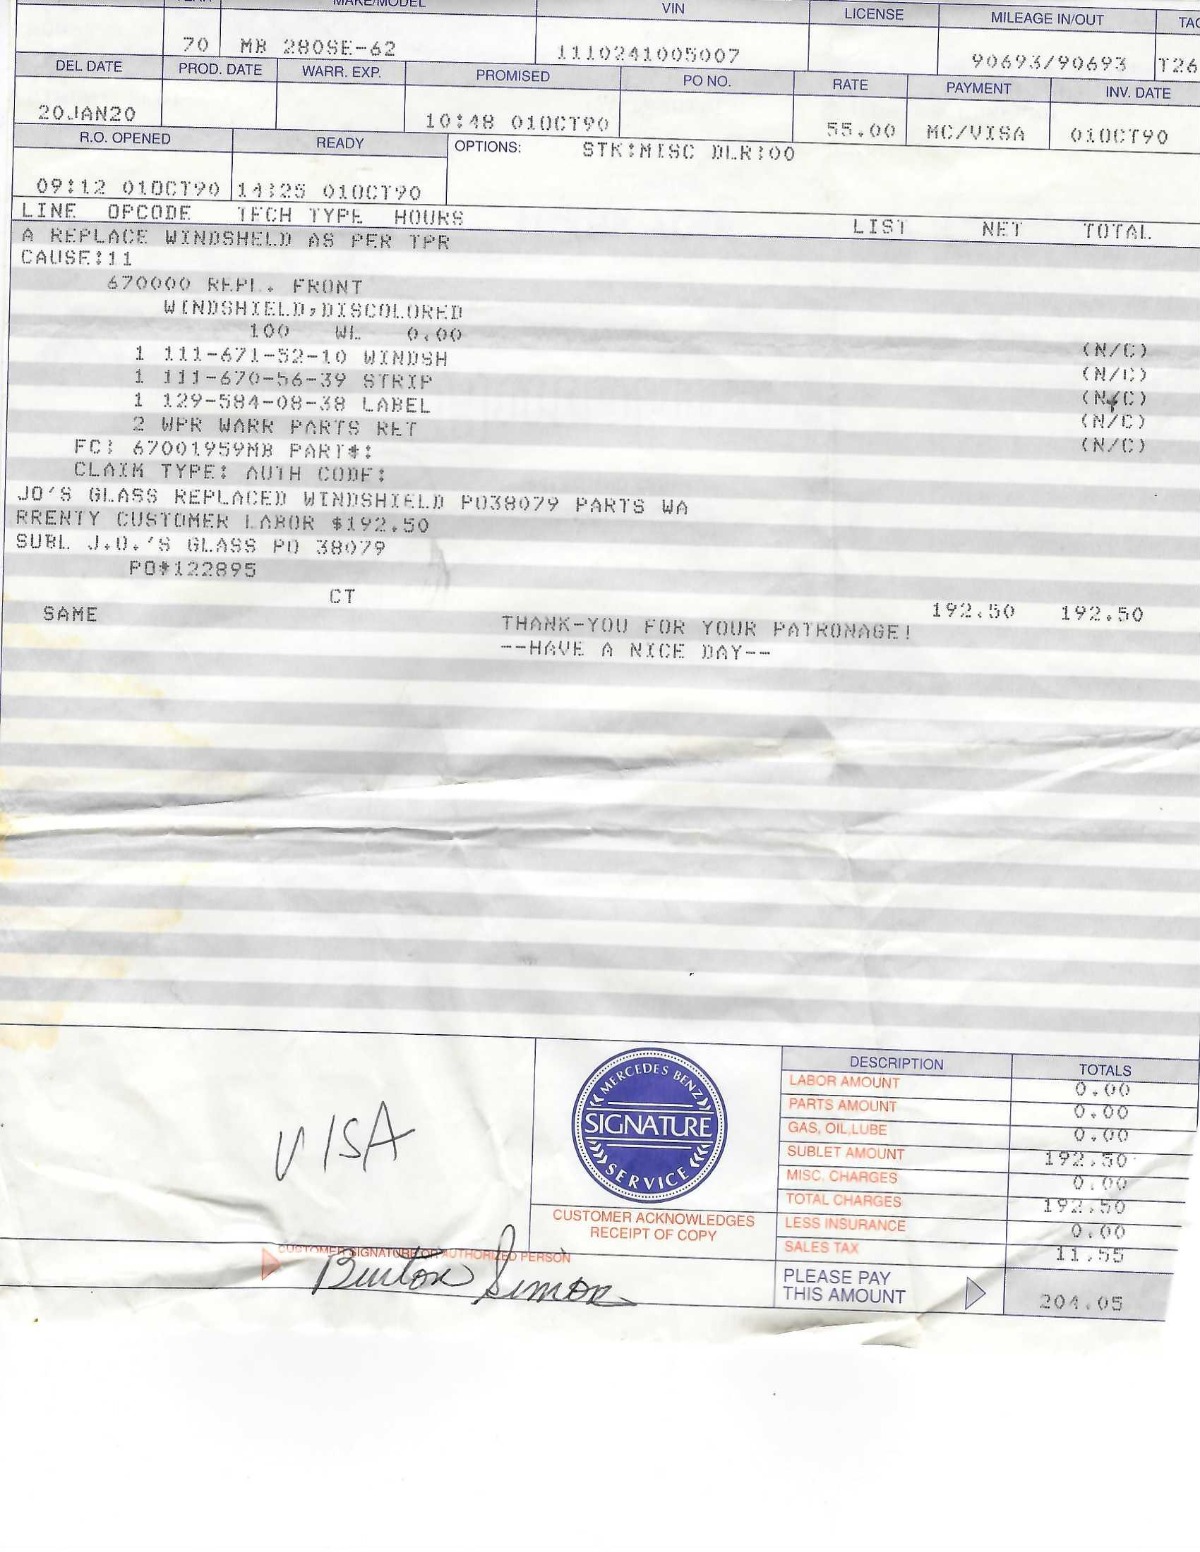 MAKE/MODEL VIN LICENSE MILEAGE IN/OUT
70 MB 280SE-62 1110241005007 90693/90693 T26
DEL DATE PROD. DATE WARR. EXP. PROMISED PO NO. RATE PAYMENT INV. DATE
20JAN20 10:48 01OCT90 55.00 MC/VISA 01OCT90
R.O. OPENED READY OPTIONS: STK:MISC DLR:00
09:12 01OCT90 14:25 01OCT90
LINE OPCODE TECH TYPE HOURS LIST NET TOTAL
A REPLACE WINDSHELD AS PER TPR
CAUSE:11
670000 REPL. FRONT
WINDSHIELD,DISCOLORED
100 WL 0.00
1 111-671-52-10 WINDSH (N/C)
1 111-670-56-39 STRIP (N/C)
1 129-584-08-38 LABEL (N/C)
2 WPR WARR PARTS RET (N/C)
FC: 67001959MB PART#: (N/C)
CLAIM TYPE: AUTH CODE:
JO'S GLASS REPLACED WINDSHIELD PO38079 PARTS WA
RRENTY CUSTOMER LABOR $192.50
SUBL J.O.'S GLASS PO 38079
PO#122895
CT 192.50 192.50
SAME
THANK-YOU FOR YOUR PATRONAGE!
--HAVE A NICE DAY--
DESCRIPTION TOTALS
LABOR AMOUNT 0.00
PARTS AMOUNT 0.00
GAS, OIL, LUBE 0.00
SUBLET AMOUNT 192.50
MISC. CHARGES 0.00
TOTAL CHARGES 192.50
LESS INSURANCE 0.00
SALES TAX 11.55
PLEASE PAY
THIS AMOUNT 204.05
VISA
MERCEDES BENZ
SIGNATURE
SERVICE
CUSTOMER ACKNOWLEDGES
RECEIPT OF COPY
CUSTOMER SIGNATURE OR AUTHORIZED PERSON
Burton Simon